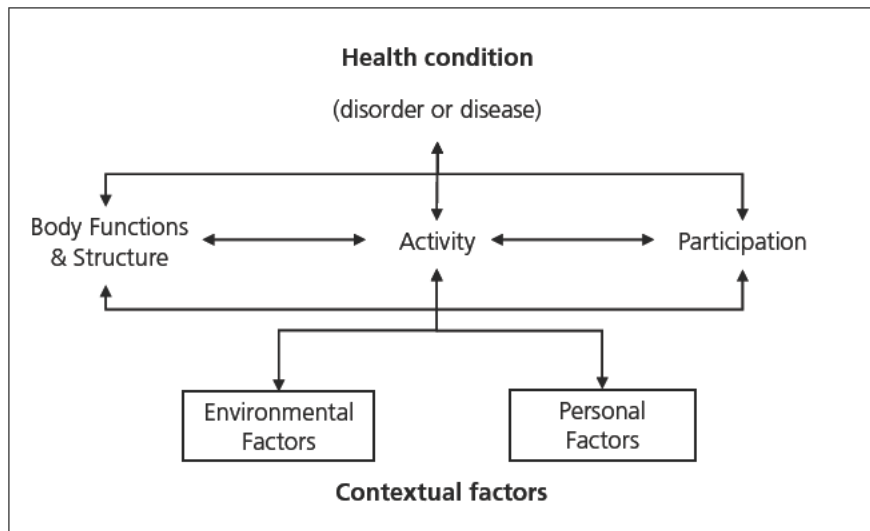 Health condition
(disorder or disease)
Body Functions
& Structure
Activity
Participation
Environmental
Factors
Personal
Factors
Contextual factors